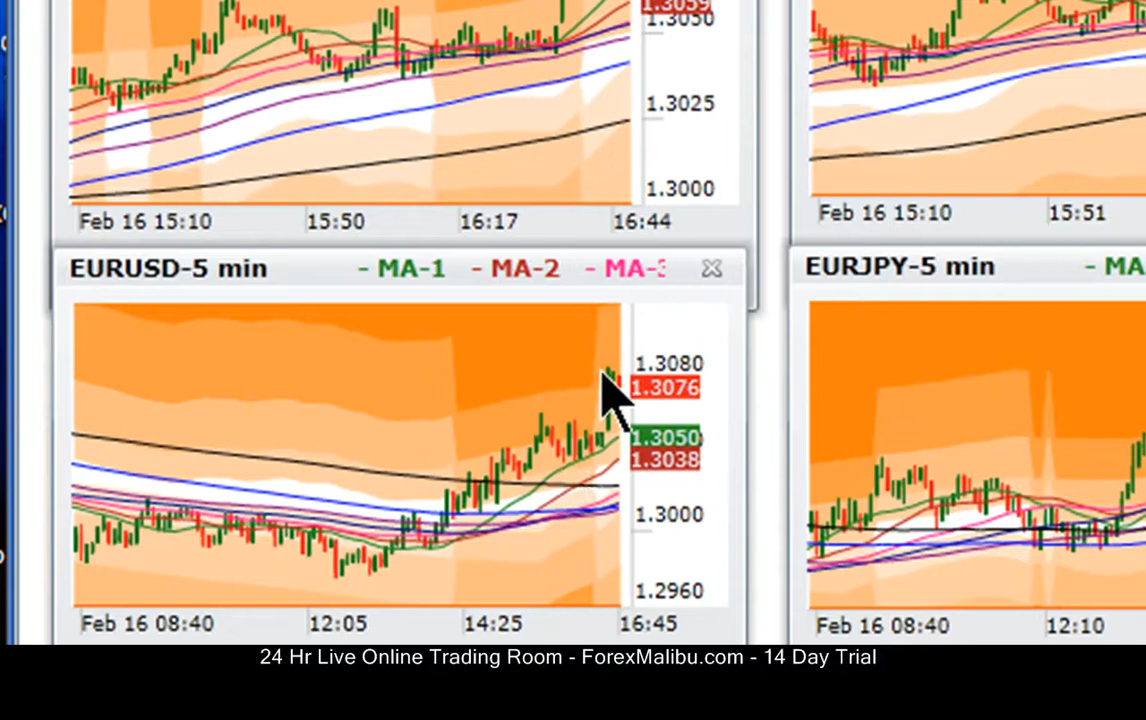 1.3059
1.3050
1.3025
1.3000
Feb 16 15:10 15:50 16:17 16:44
Feb 16 15:10 15:51
EURUSD-5 min - MA-1 - MA-2 - MA-3
EURJPY-5 min - MA
1.3080
1.3076
1.3050
1.3038
1.3000
1.2960
Feb 16 08:40 12:05 14:25 16:45
Feb 16 08:40 12:10
24 Hr Live Online Trading Room - ForexMalibu.com - 14 Day Trial